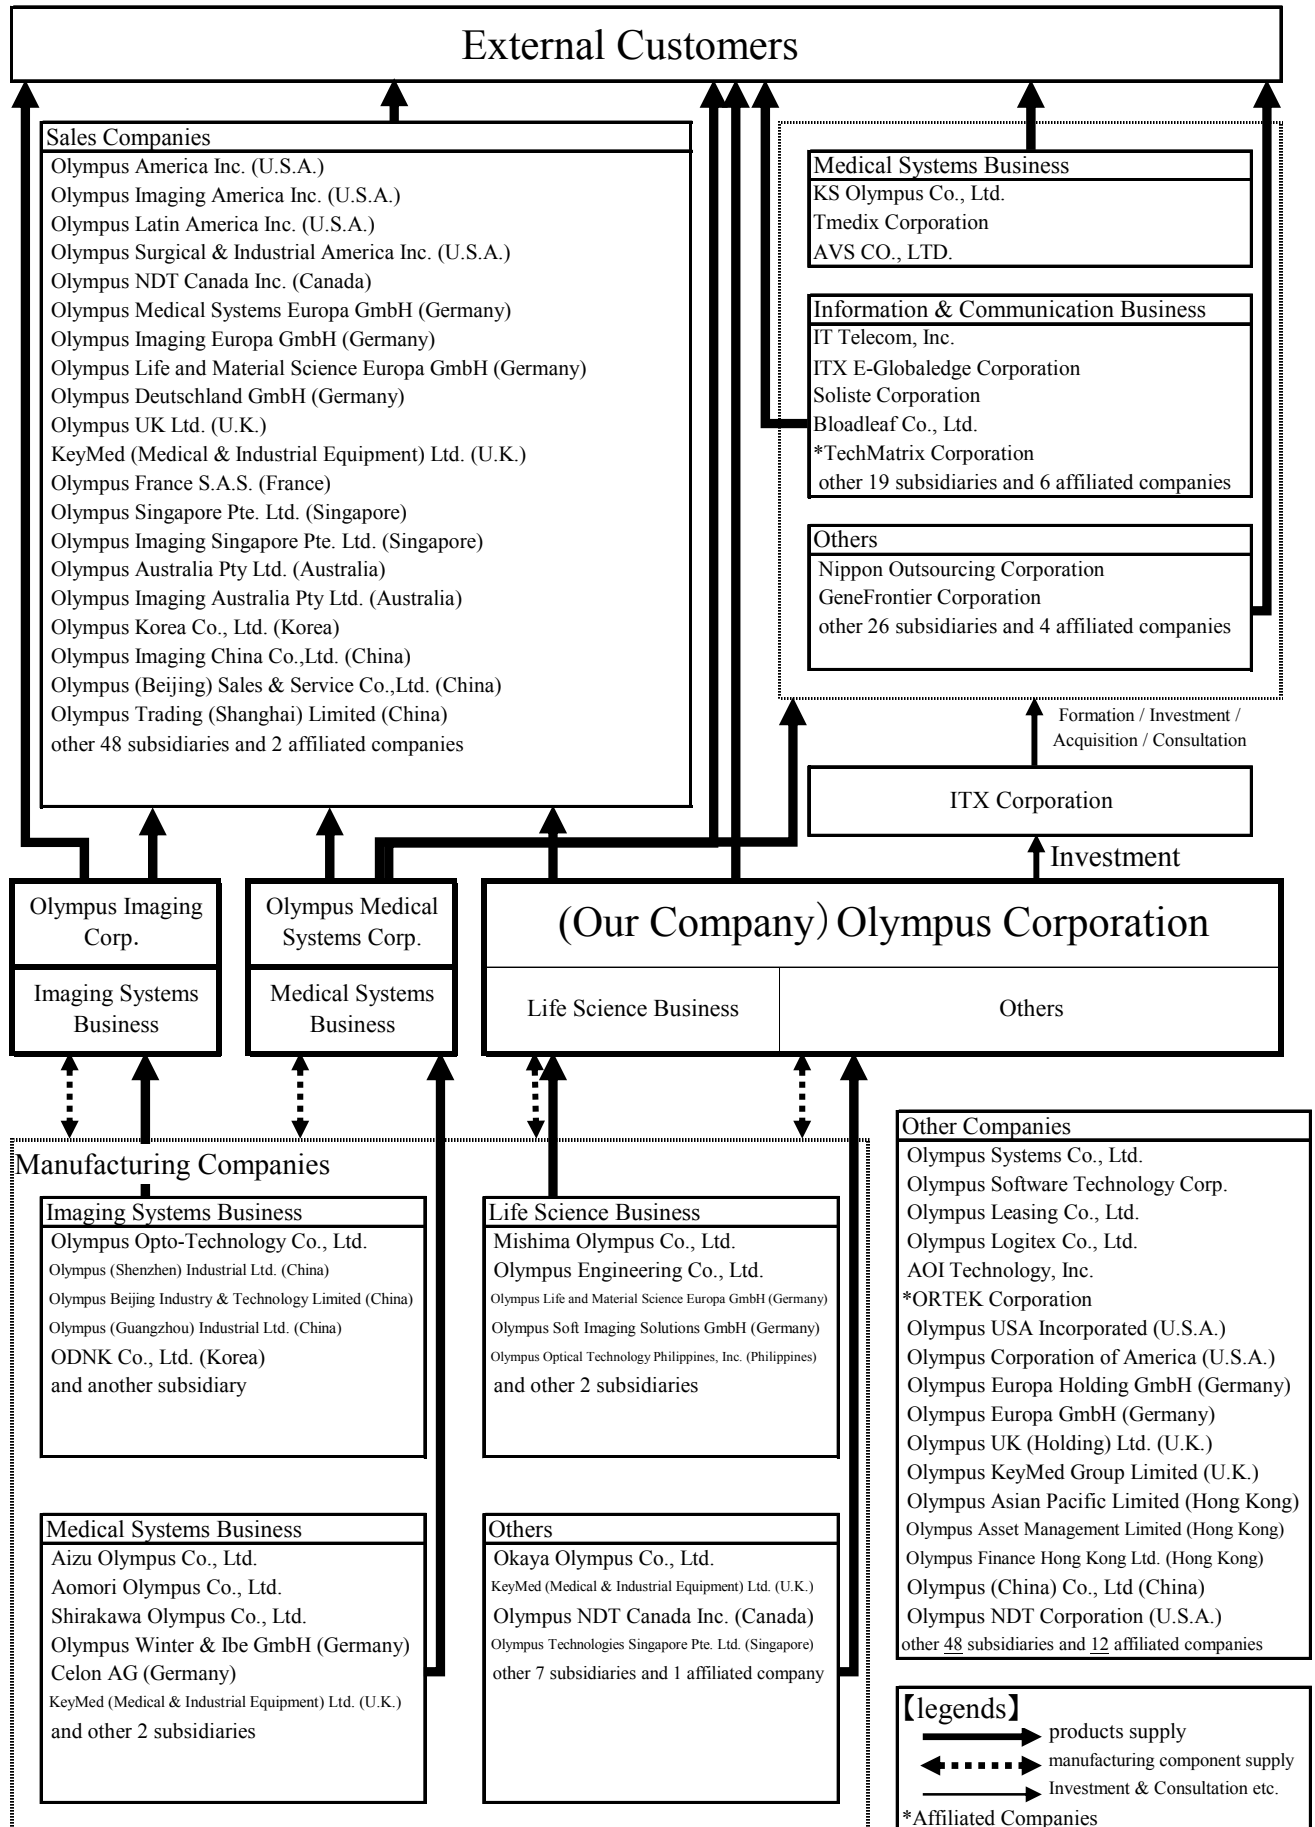 External Customers
Sales Companies
Olympus America Inc. (U.S.A.)
Olympus Imaging America Inc. (U.S.A.)
Olympus Latin America Inc. (U.S.A.)
Olympus Surgical & Industrial America Inc. (U.S.A.)
Olympus NDT Canada Inc. (Canada)
Olympus Medical Systems Europa GmbH (Germany)
Olympus Imaging Europa GmbH (Germany)
Olympus Life and Material Science Europa GmbH (Germany)
Olympus Deutschland GmbH (Germany)
Olympus UK Ltd. (U.K.)
KeyMed (Medical & Industrial Equipment) Ltd. (U.K.)
Olympus France S.A.S. (France)
Olympus Singapore Pte. Ltd. (Singapore)
Olympus Imaging Singapore Pte. Ltd. (Singapore)
Olympus Australia Pty Ltd. (Australia)
Olympus Imaging Australia Pty Ltd. (Australia)
Olympus Korea Co., Ltd. (Korea)
Olympus Imaging China Co.,Ltd. (China)
Olympus (Beijing) Sales & Service Co.,Ltd. (China)
Olympus Trading (Shanghai) Limited (China)
other 48 subsidiaries and 2 affiliated companies
Medical Systems Business
KS Olympus Co., Ltd.
Tmedix Corporation
AVS CO., LTD.
Information & Communication Business
IT Telecom, Inc.
ITX E-Globaledge Corporation
Soliste Corporation
Bloadleaf Co., Ltd.
*TechMatrix Corporation
other 19 subsidiaries and 6 affiliated companies
Others
Nippon Outsourcing Corporation
GeneFrontier Corporation
other 26 subsidiaries and 4 affiliated companies
Formation / Investment /
Acquisition / Consultation
ITX Corporation
Investment
Olympus Imaging
Corp.
Imaging Systems
Business
Olympus Medical
Systems Corp.
Medical Systems
Business
(Our Company) Olympus Corporation
Life Science Business
Others
Manufacturing Companies
Imaging Systems Business
Olympus Opto-Technology Co., Ltd.
Olympus (Shenzhen) Industrial Ltd. (China)
Olympus Beijing Industry & Technology Limited (China)
Olympus (Guangzhou) Industrial Ltd. (China)
ODNK Co., Ltd. (Korea)
and another subsidiary
Life Science Business
Mishima Olympus Co., Ltd.
Olympus Engineering Co., Ltd.
Olympus Life and Material Science Europa GmbH (Germany)
Olympus Soft Imaging Solutions GmbH (Germany)
Olympus Optical Technology Philippines, Inc. (Philippines)
and other 2 subsidiaries
Medical Systems Business
Aizu Olympus Co., Ltd.
Aomori Olympus Co., Ltd.
Shirakawa Olympus Co., Ltd.
Olympus Winter & Ibe GmbH (Germany)
Celon AG (Germany)
KeyMed (Medical & Industrial Equipment) Ltd. (U.K.)
and other 2 subsidiaries
Others
Okaya Olympus Co., Ltd.
KeyMed (Medical & Industrial Equipment) Ltd. (U.K.)
Olympus NDT Canada Inc. (Canada)
Olympus Technologies Singapore Pte. Ltd. (Singapore)
other 7 subsidiaries and 1 affiliated company
Other Companies
Olympus Systems Co., Ltd.
Olympus Software Technology Corp.
Olympus Leasing Co., Ltd.
Olympus Logitex Co., Ltd.
AOI Technology, Inc.
*ORTEK Corporation
Olympus USA Incorporated (U.S.A.)
Olympus Corporation of America (U.S.A.)
Olympus Europa Holding GmbH (Germany)
Olympus Europa GmbH (Germany)
Olympus UK (Holding) Ltd. (U.K.)
Olympus KeyMed Group Limited (U.K.)
Olympus Asian Pacific Limited (Hong Kong)
Olympus Asset Management Limited (Hong Kong)
Olympus Finance Hong Kong Ltd. (Hong Kong)
Olympus (China) Co., Ltd (China)
Olympus NDT Corporation (U.S.A.)
other 48 subsidiaries and 12 affiliated companies
【legends】
products supply
manufacturing component supply
Investment & Consultation etc.
*Affiliated Companies